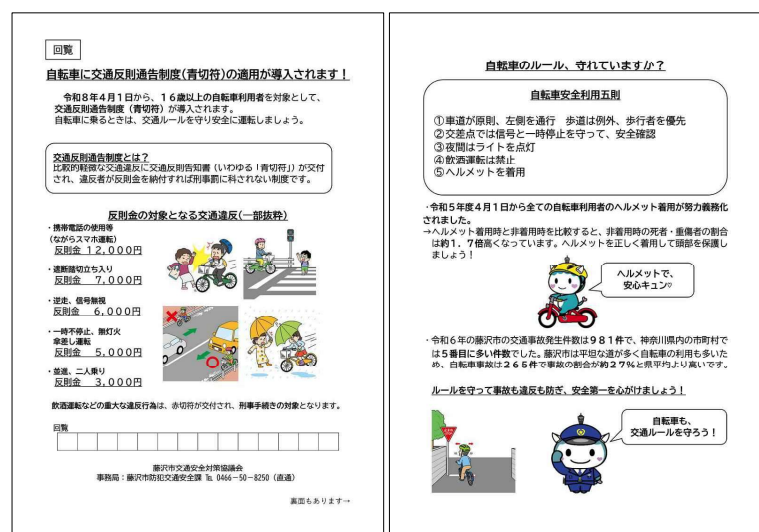 回覧
自転車に交通反則通告制度(青切符)の適用が導入されます！
令和８年４月１日から、１６歳以上の自転車利用者を対象として、
交通反則通告制度（青切符）が導入されます。
自転車に乗るときは、交通ルールを守り安全に運転しましょう。
交通反則通告制度とは？
比較的軽微な交通違反に交通反則告知書（いわゆる「青切符」）が交付
され、違反者が反則金を納付すれば刑事罰に科されない制度です。
反則金の対象となる交通違反(一部抜粋)
・携帯電話の使用等
(ながらスマホ運転)
反則金 １２,０００円
・遮断踏切立ち入り
反則金 ７,０００円
・逆走、信号無視
反則金 ６,０００円
・一時不停止、無灯火
傘差し運転
反則金 ５,０００円
・並進、二人乗り
反則金 ３,０００円
飲酒運転などの重大な違反行為は、赤切符が交付され、刑事手続きの対象となります。
回覧
藤沢市交通安全対策協議会
事務局：藤沢市防犯交通安全課 ℡ 0466－50－8250（直通）
裏面もあります→
自転車のルール、守れていますか？
自転車安全利用五則
①車道が原則、左側を通行　歩道は例外、歩行者を優先
②交差点では信号と一時停止を守って、安全確認
③夜間はライトを点灯
④飲酒運転は禁止
⑤ヘルメットを着用
・令和５年度４月１日から全ての自転車利用者のヘルメット着用が努力義務化
されました。
→ヘルメット着用時と非着用時を比較すると、非着用時の死者・重傷者の割合
は約１．７倍高くなっています。ヘルメットを正しく着用して頭部を保護し
ましょう！
ヘルメットで、
安心キュン♡
・令和６年の藤沢市の交通事故発生件数は９８１件で、神奈川県内の市町村で
は５番目に多い件数でした。藤沢市は平坦な道が多く自転車の利用も多いた
め、自転車事故は２６５件で事故の割合が約２７％と県平均より高いです。
ルールを守って事故も違反も防ぎ、安全第一を心がけましょう！
自転車も、
交通ルールを守ろう！